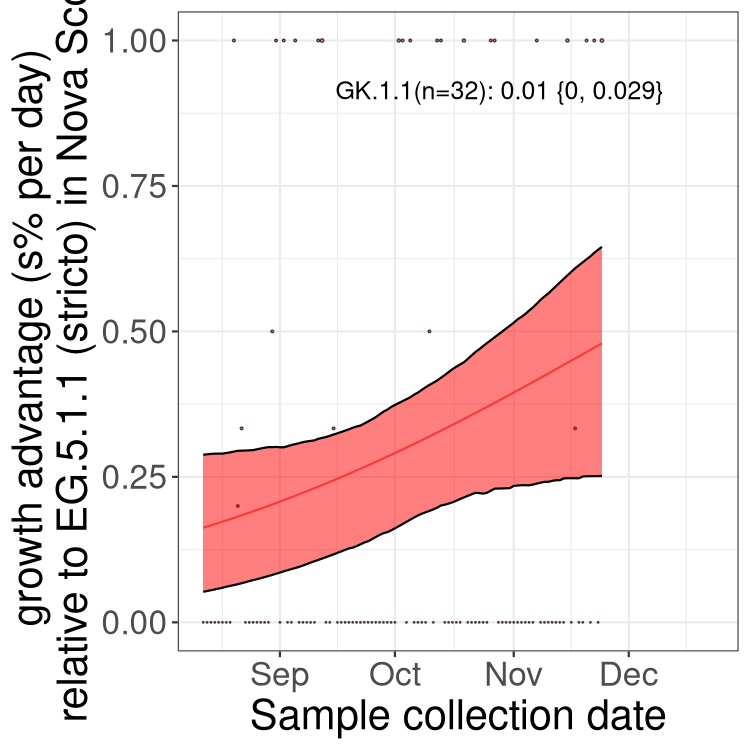 growth advantage (s% per day)
relative to EG.5.1.1 (stricto) in Nova
1.00
0.75
0.50
0.25
0.00
GK.1.1(n=32): 0.01 {0, 0.029}
Sep Oct Nov Dec
Sample collection date